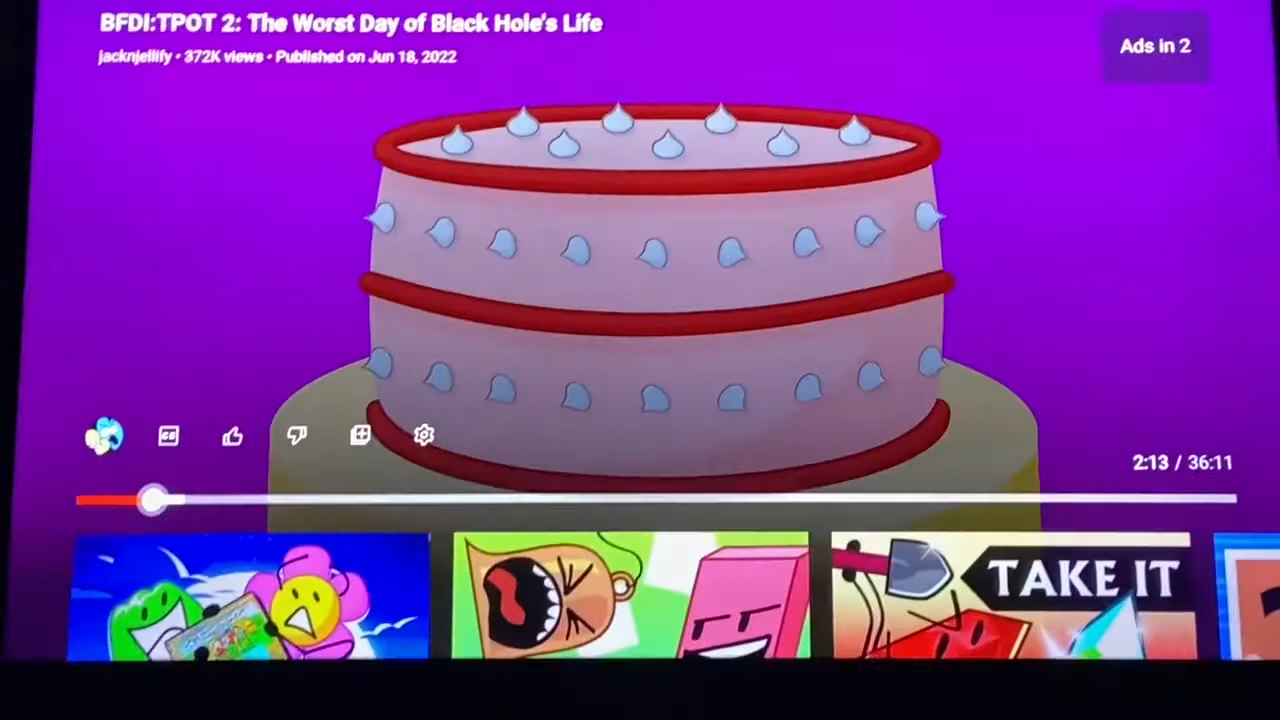 BFDI:TPOT 2: The Worst Day of Black Hole's Life
jacknjellify • 372K views • Published on Jun 18, 2022
Ads in 2
2:13 / 36:11
TAKE IT